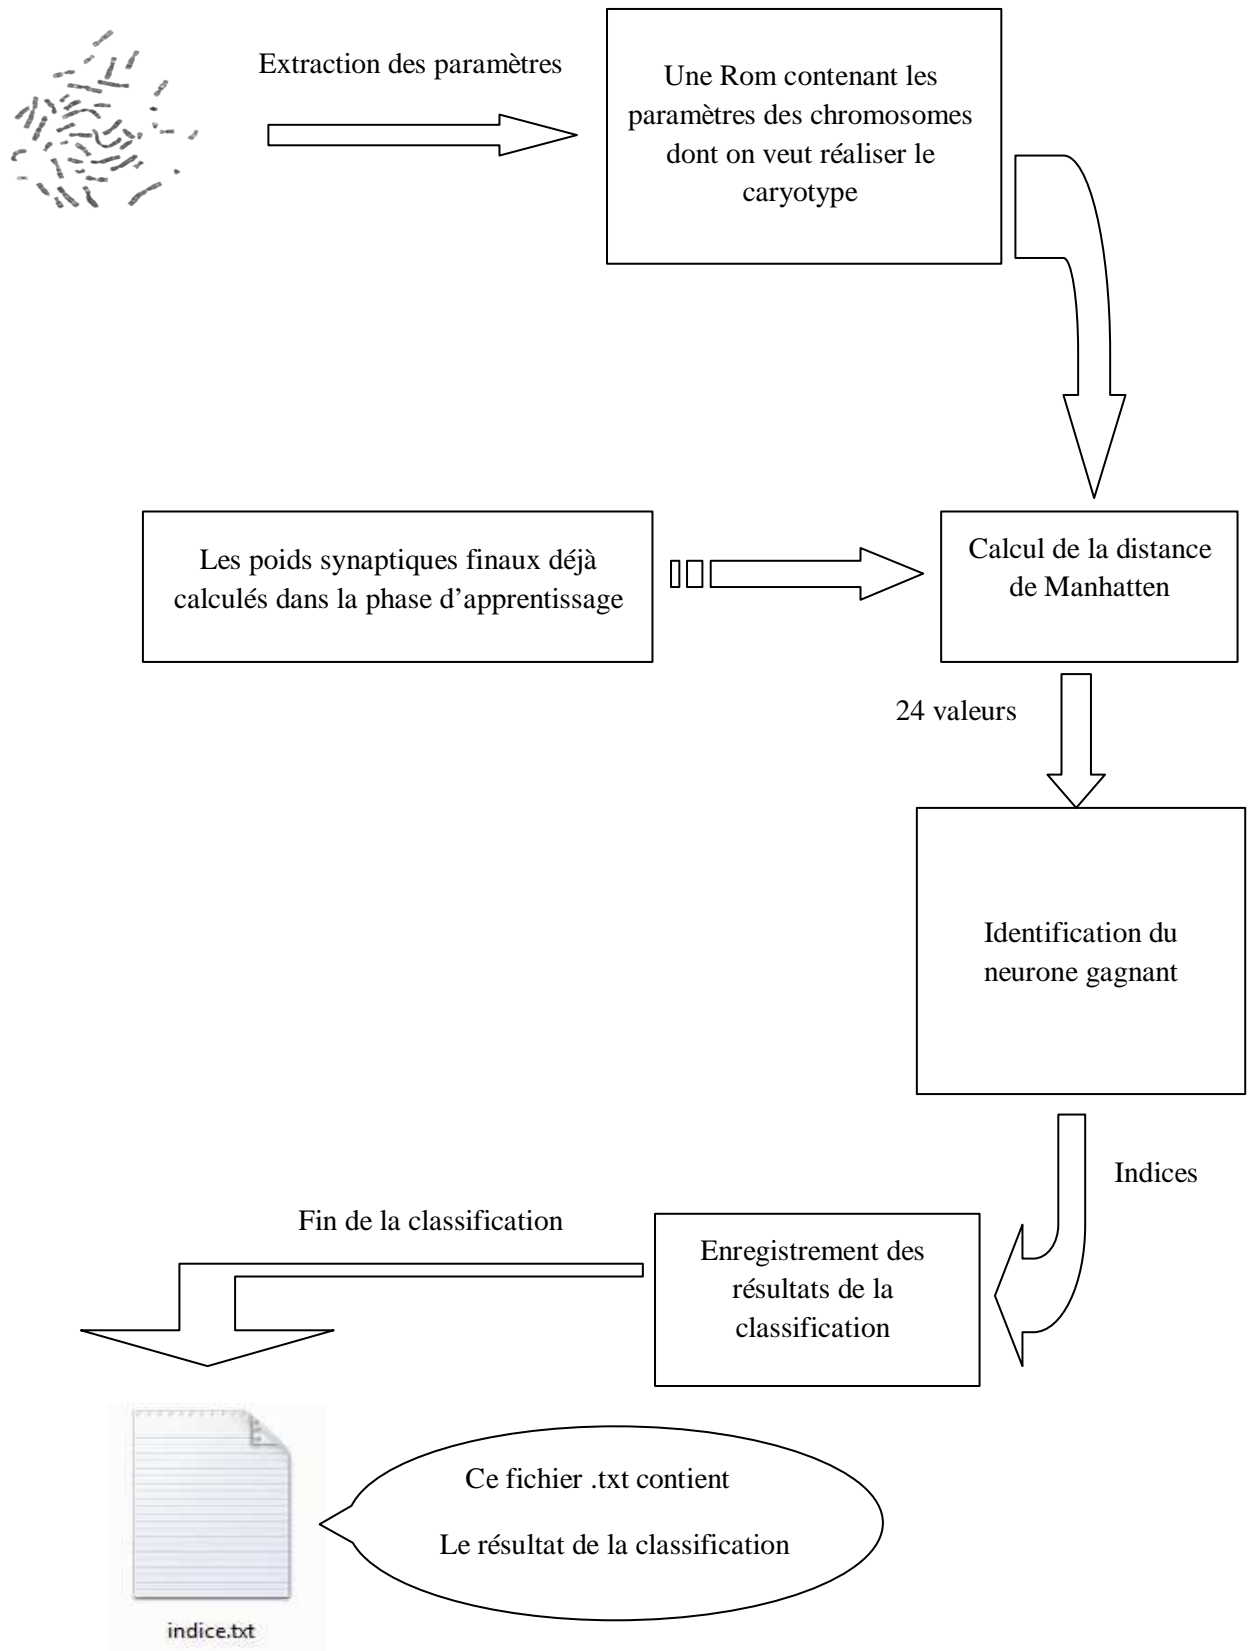 Extraction des paramètres
Une Rom contenant les
paramètres des chromosomes
dont on veut réaliser le
caryotype
Les poids synaptiques finaux déjà
calculés dans la phase d’apprentissage
Calcul de la distance
de Manhatten
24 valeurs
Identification du
neurone gagnant
Indices
Fin de la classification
Enregistrement des
résultats de la
classification
Ce fichier .txt contient
Le résultat de la classification
indice.txt